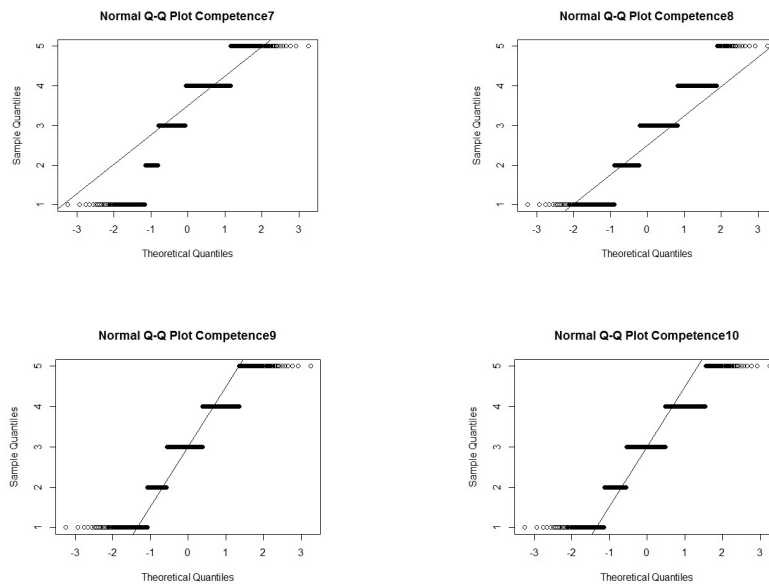 Normal Q-Q Plot Competence7
Sample Quantiles
5
4
3
2
1
-3 -2 -1 0 1 2 3
Theoretical Quantiles
Normal Q-Q Plot Competence8
Sample Quantiles
5
4
3
2
1
-3 -2 -1 0 1 2 3
Theoretical Quantiles
Normal Q-Q Plot Competence9
Sample Quantiles
5
4
3
2
1
-3 -2 -1 0 1 2 3
Theoretical Quantiles
Normal Q-Q Plot Competence10
Sample Quantiles
5
4
3
2
1
-3 -2 -1 0 1 2 3
Theoretical Quantiles